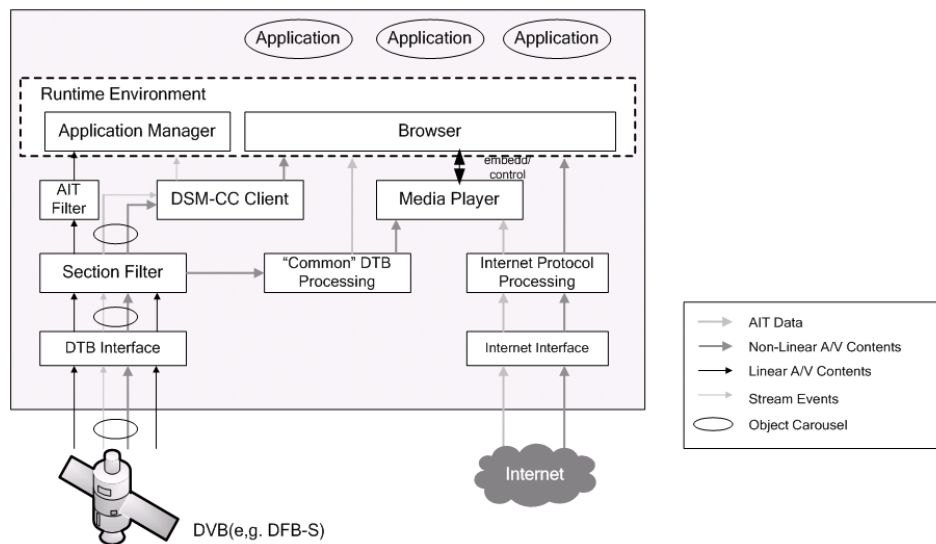 Application
Application
Application
Runtime Environment
Application Manager
Browser
embedd/
control
AIT
Filter
DSM-CC Client
Media Player
Section Filter
“Common” DTB
Processing
Internet Protocol
Processing
DTB Interface
Internet Interface
Internet
DVB(e,g. DFB-S)
AIT Data
Non-Linear A/V Contents
Linear A/V Contents
Stream Events
Object Carousel